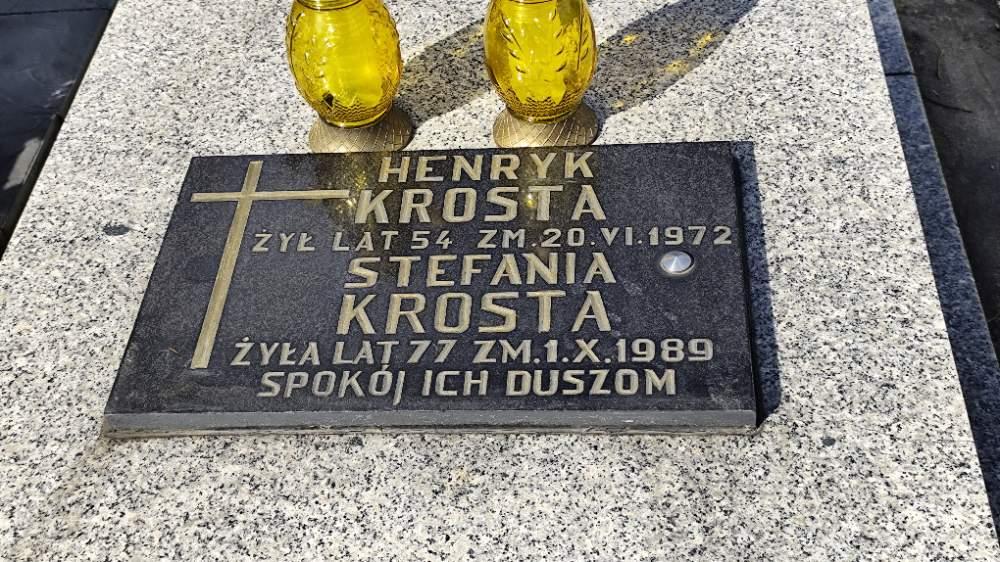 HENRYK
KROSTA
ŻYŁ LAT 54 ZM.20.VI.1972
STEFANIA
KROSTA
ŻYŁA LAT 77 ZM.1.X.1989
SPOKÓJ ICH DUSZOM